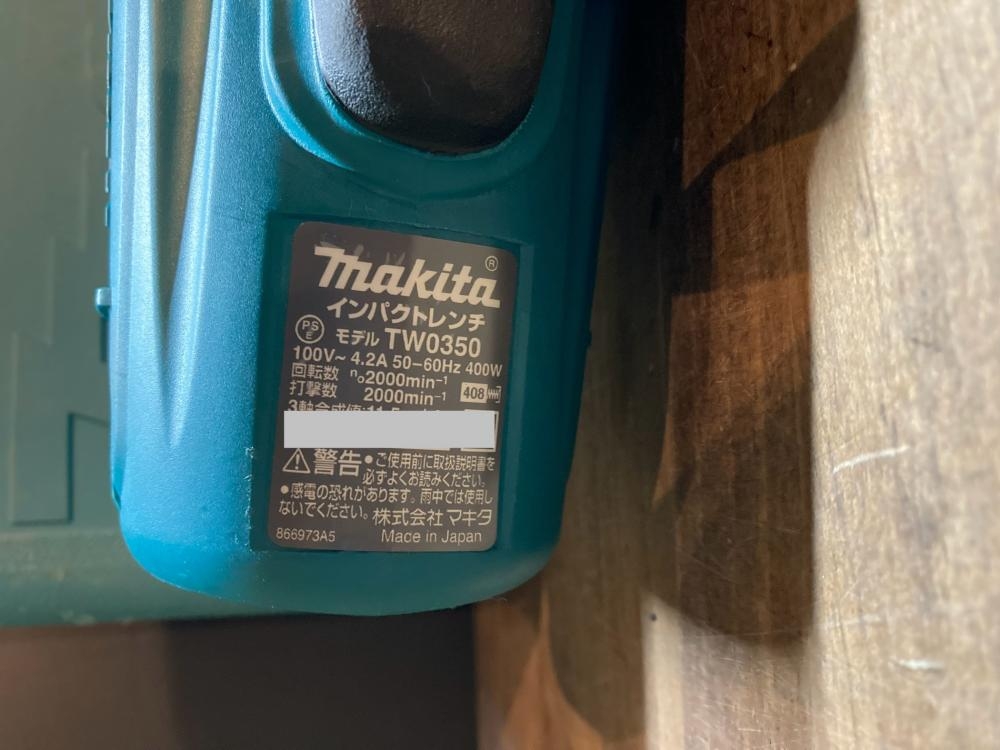 makita®
インパクトレンチ
PS
E
モデル TW0350
100V～ 4.2A 50−60Hz 400W
回転数 n₀2000min⁻¹
打撃数 2000min⁻¹ 408
警告 ●ご使用前に取扱説明書を
必ずよくお読みください。
●感電の恐れがあります。雨中では使用し
ないでください。 株式会社 マキタ
866973A5 Made in Japan